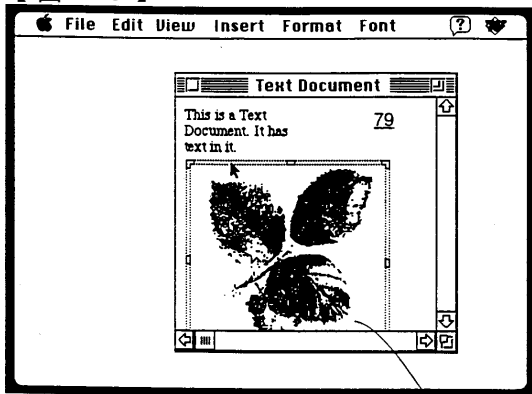 File Edit View Insert Format Font ?
Text Document
This is a Text
Document. It has
text in it.
79